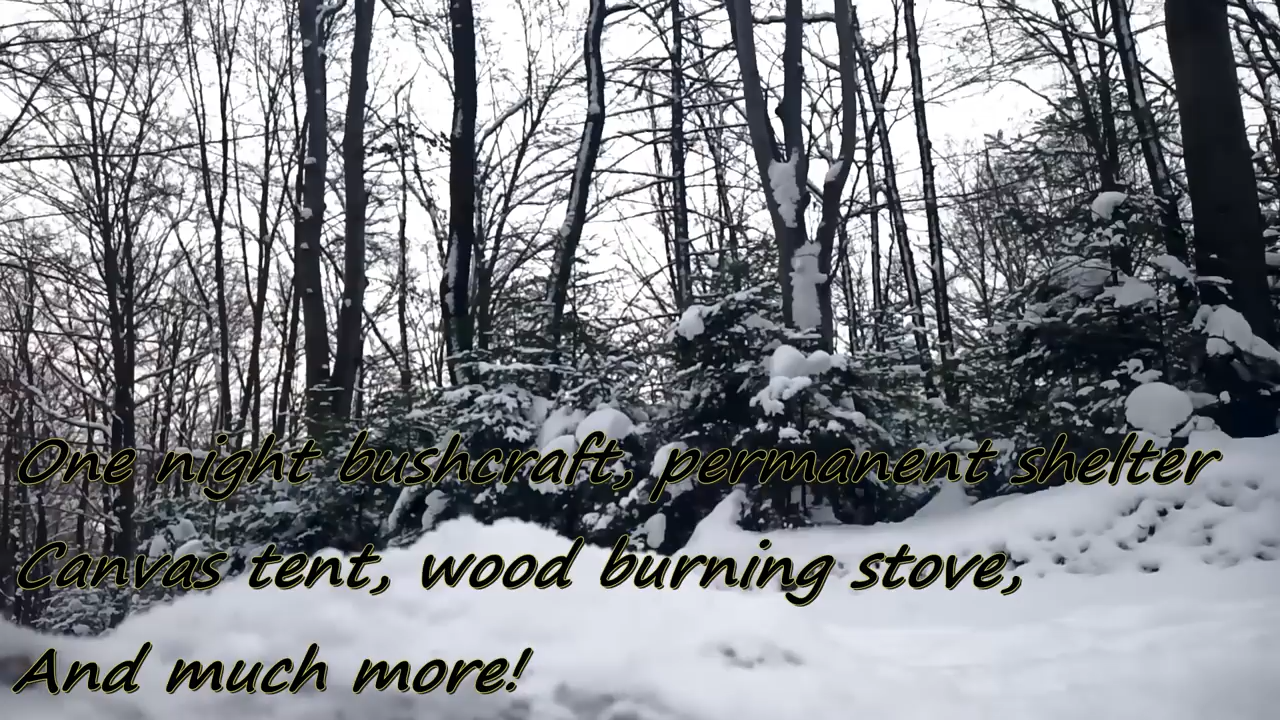 One night bushcraft, permanent shelter
Canvas tent, wood burning stove,
And much more!